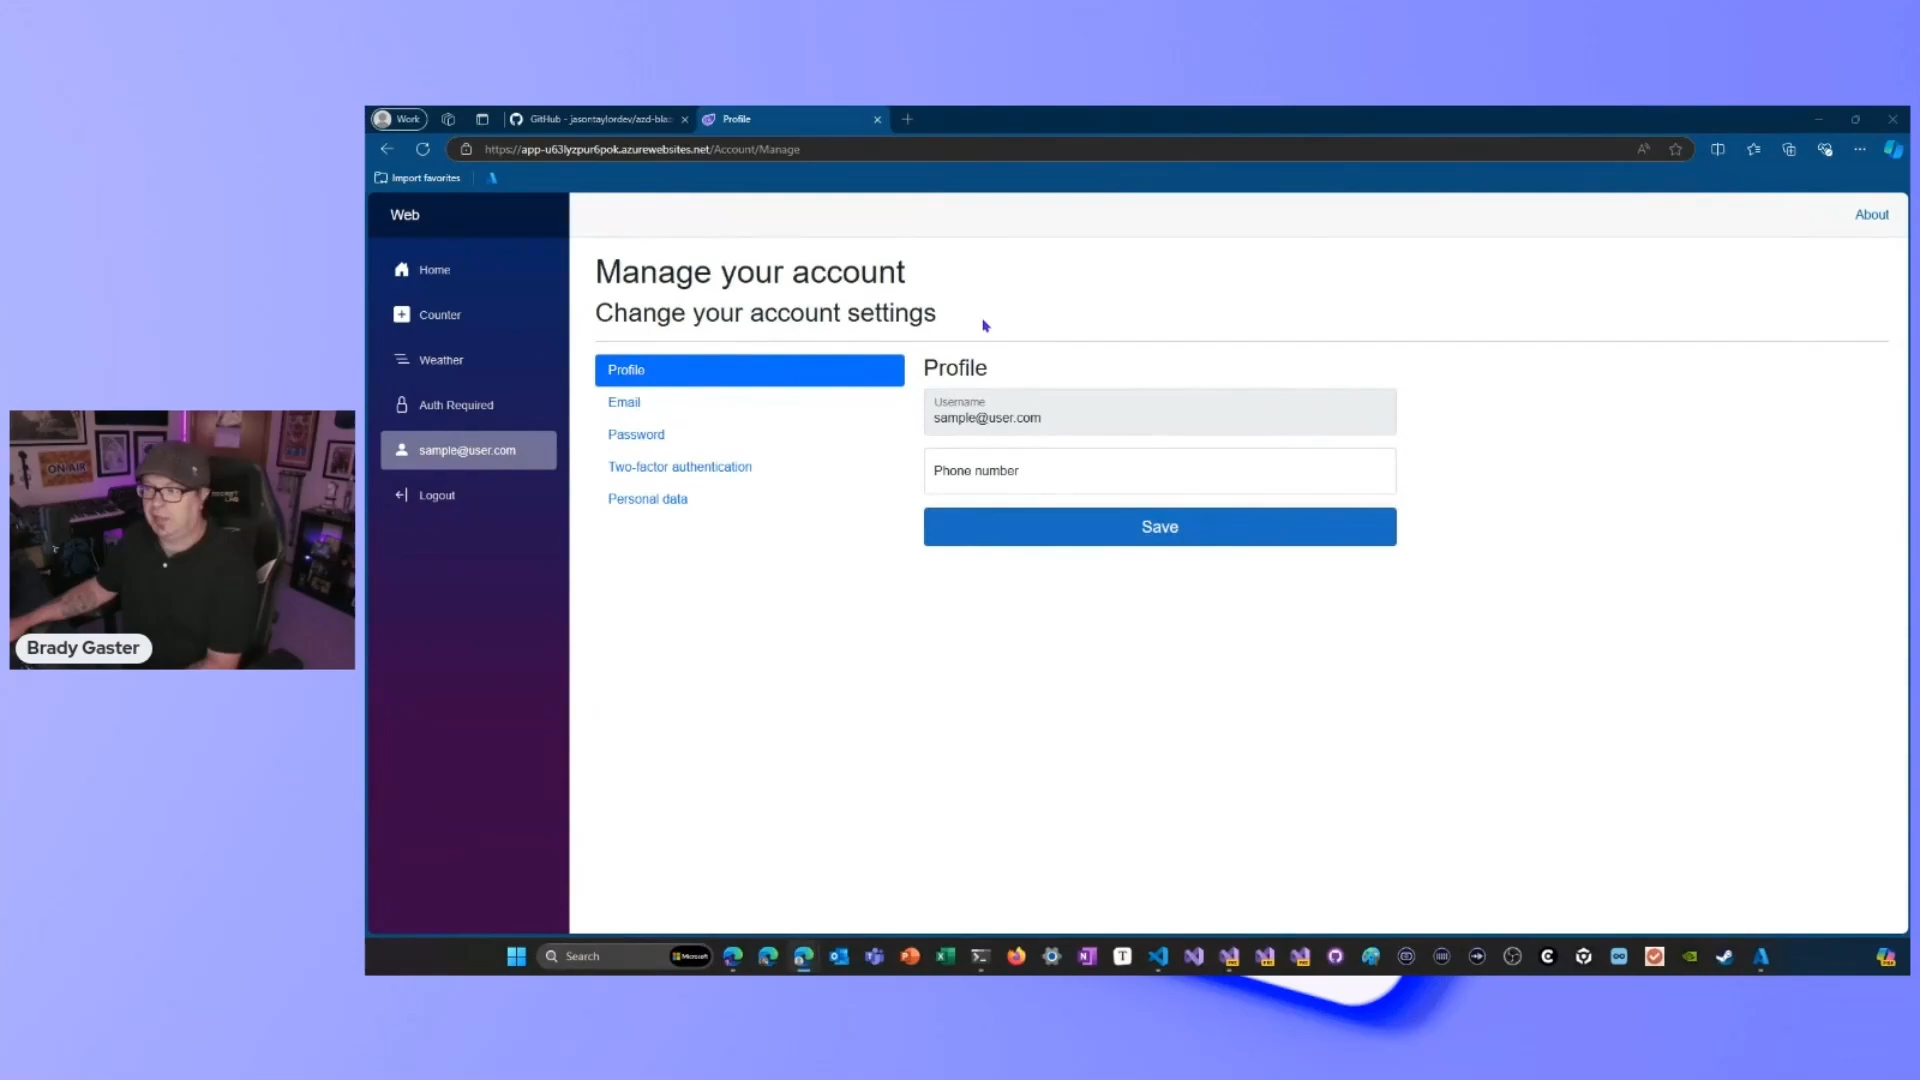 Work
GitHub - jasontaylordev/azd-bla
Profile
https://app-u63lyzpur6pok.azurewebsites.net/Account/Manage
Import favorites
Web
About
Home
Counter
Weather
Auth Required
sample@user.com
Logout
Manage your account
Change your account settings
Profile
Email
Password
Two-factor authentication
Personal data
Profile
Username
sample@user.com
Phone number
Save
ON AIR
Brady Gaster
Search
Microsoft